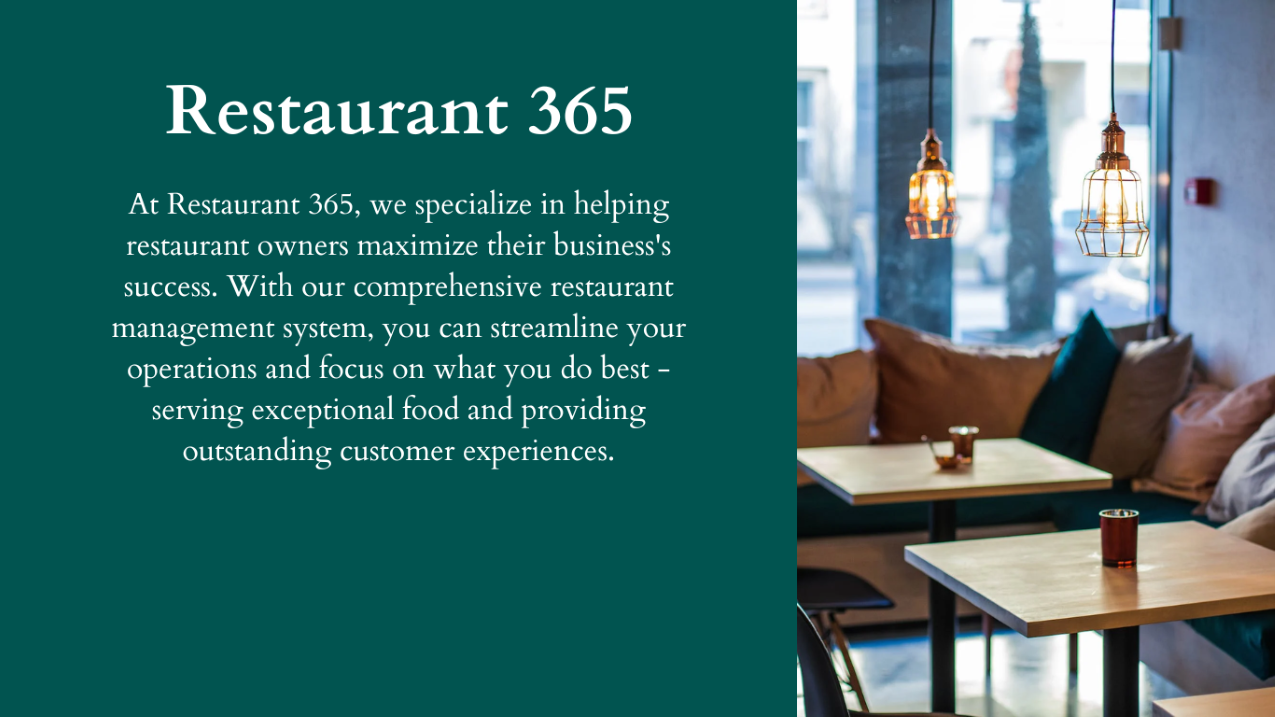 Restaurant 365
At Restaurant 365, we specialize in helping
restaurant owners maximize their business's
success. With our comprehensive restaurant
management system, you can streamline your
operations and focus on what you do best -
serving exceptional food and providing
outstanding customer experiences.